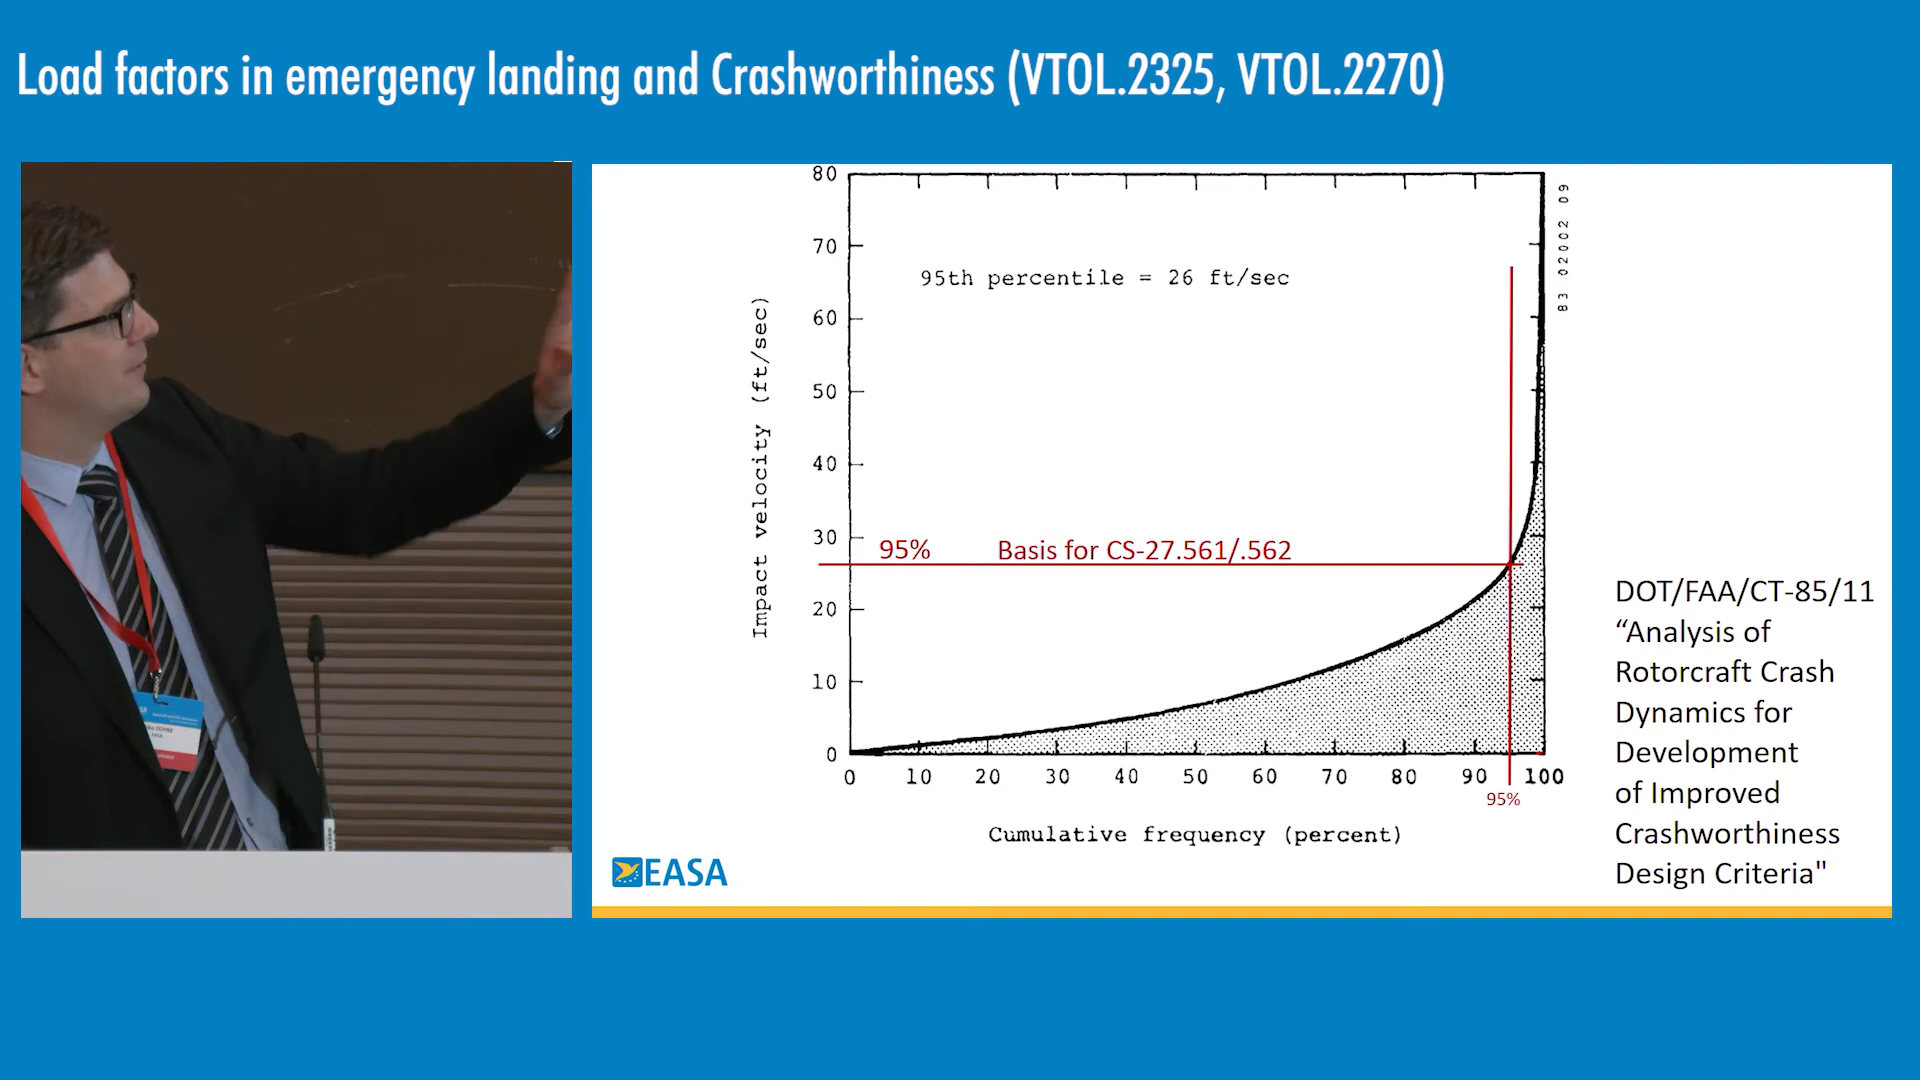 Load factors in emergency landing and Crashworthiness (VTOL.2325, VTOL.2270)
80
70
60
50
40
30
20
10
0
Impact velocity (ft/sec)
95th percentile = 26 ft/sec
95%
Basis for CS-27.561/.562
0 10 20 30 40 50 60 70 80 90 100
95%
Cumulative frequency (percent)
83 02002 09
DOT/FAA/CT-85/11
“Analysis of
Rotorcraft Crash
Dynamics for
Development
of Improved
Crashworthiness
Design Criteria"
EASA